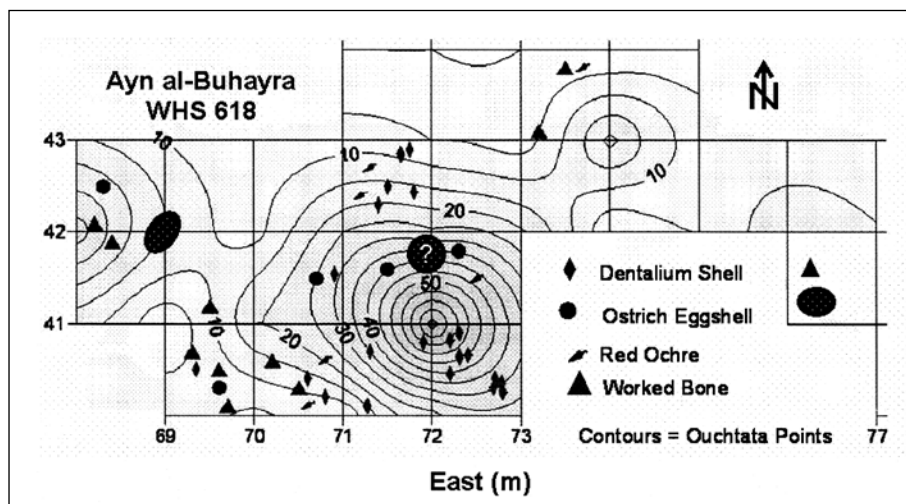 Ayn al-Buhayra
WHS 618
N
43
42
41
10
10
10
20
?
50
40
30
20
10
Dentalium Shell
Ostrich Eggshell
Red Ochre
Worked Bone
Contours = Ouchtata Points
69
70
71
72
73
77
East (m)